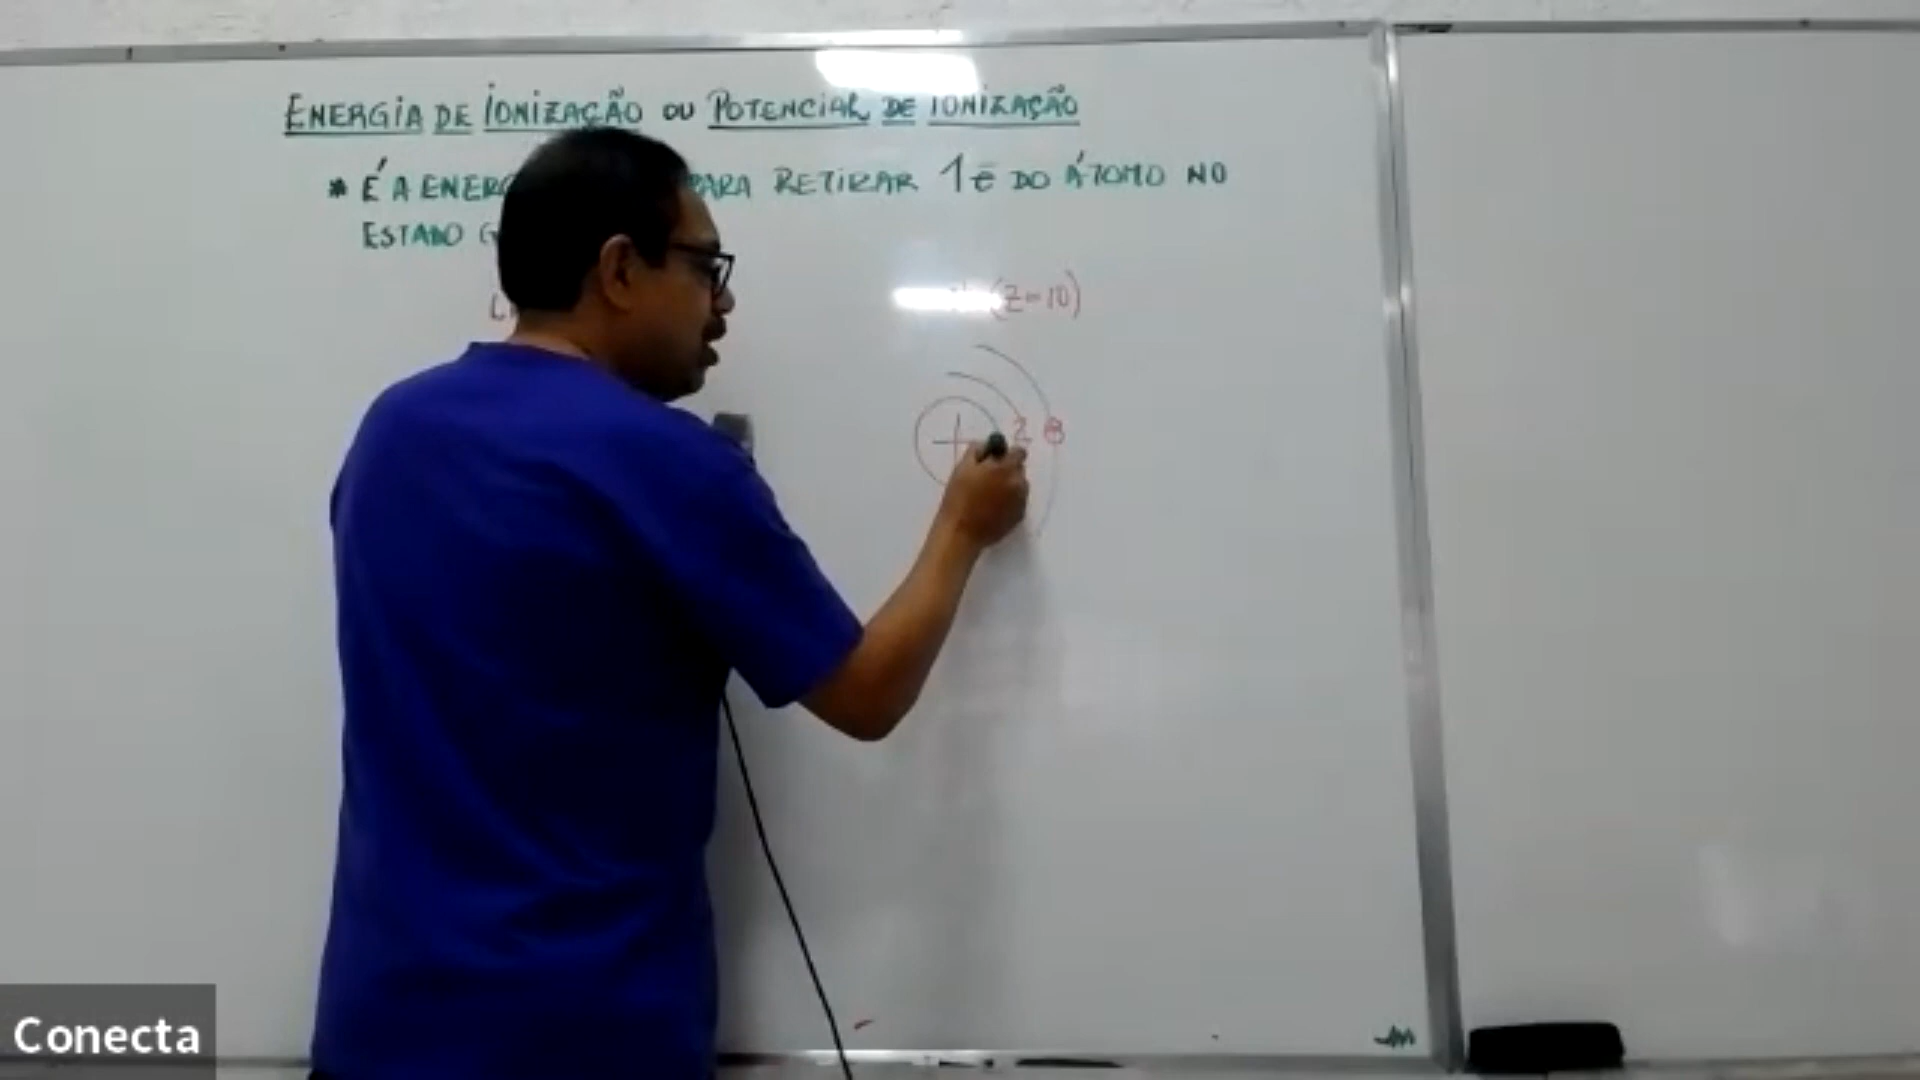 ENERGIA DE IONIZAÇÃO OU POTENCIAL DE IONIZAÇÃO
* É A ENERG PARA RETIRAR 1 ē DO ÁTOMO NO
ESTADO G
(Z=10)
2 8
Conecta